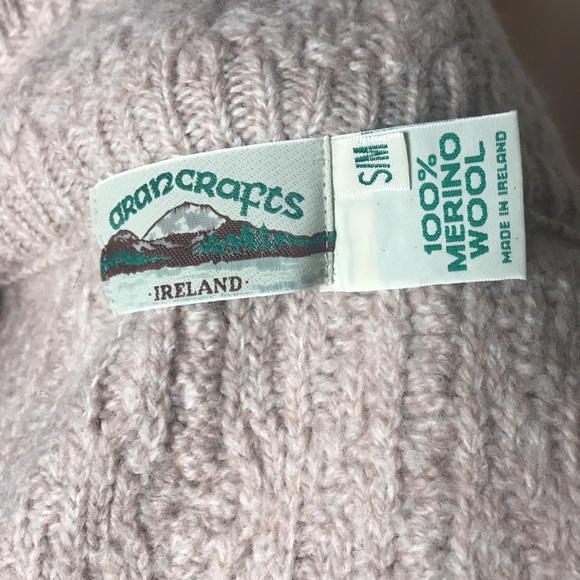 ARANCRAFTS
·IRELAND·
S/M
100%
MERINO
WOOL
MADE IN IRELAND